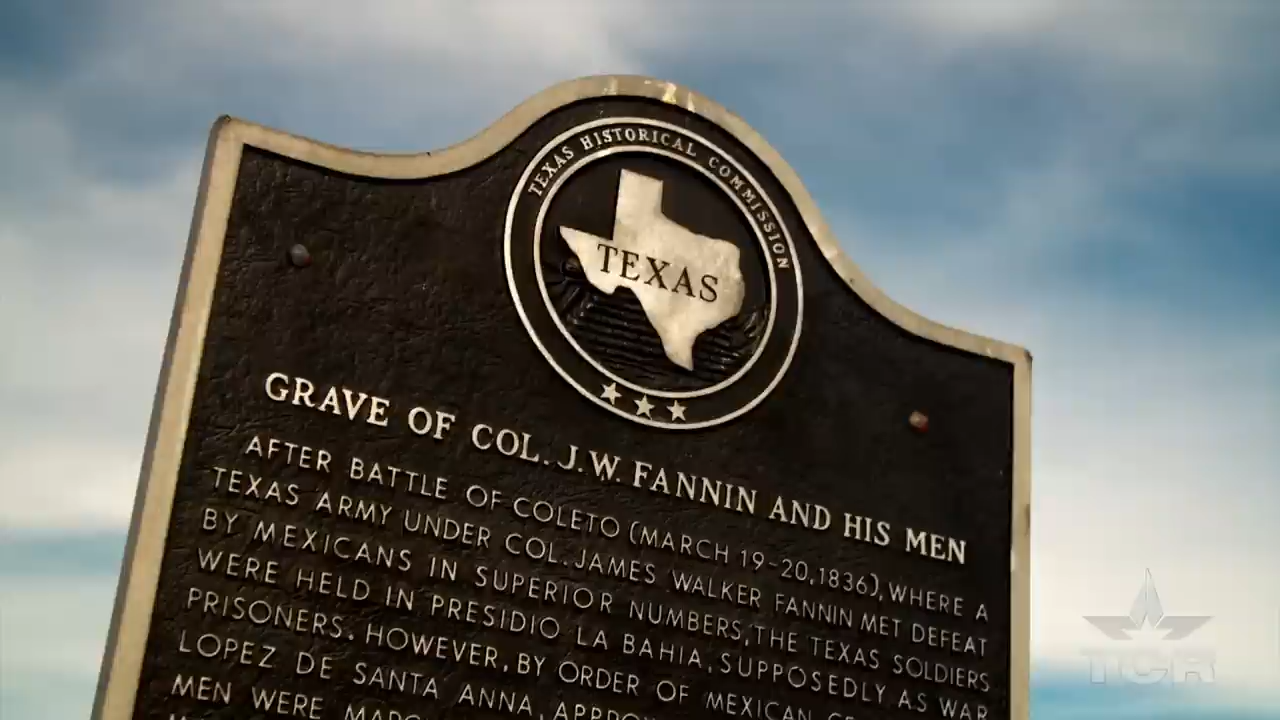 TEXAS HISTORICAL COMMISSION
TEXAS
GRAVE OF COL. J.W. FANNIN AND HIS MEN
AFTER BATTLE OF COLETO (MARCH 19-20,1836), WHERE A
TEXAS ARMY UNDER COL. JAMES WALKER FANNIN MET DEFEAT
BY MEXICANS IN SUPERIOR NUMBERS, THE TEXAS SOLDIERS
WERE HELD IN PRESIDIO LA BAHIA, SUPPOSEDLY AS WAR
PRISONERS. HOWEVER, BY ORDER OF MEXICAN
LOPEZ DE SANTA ANNA,
MEN WERE
TCR